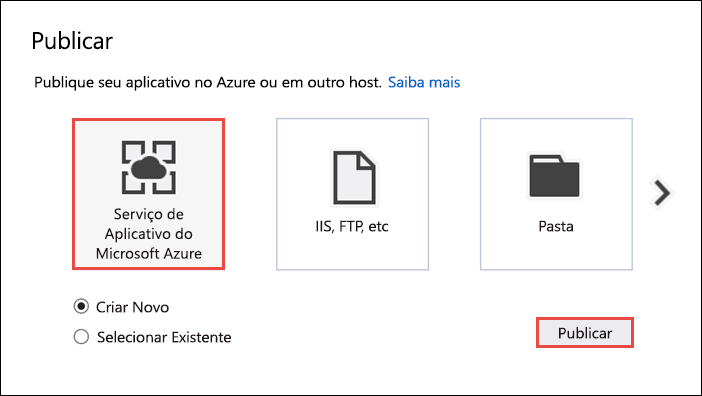 Publicar
Publique seu aplicativo no Azure ou em outro host. Saiba mais
Serviço de
Aplicativo do
Microsoft Azure
IIS, FTP, etc
Pasta
Criar Novo
Selecionar Existente
Publicar